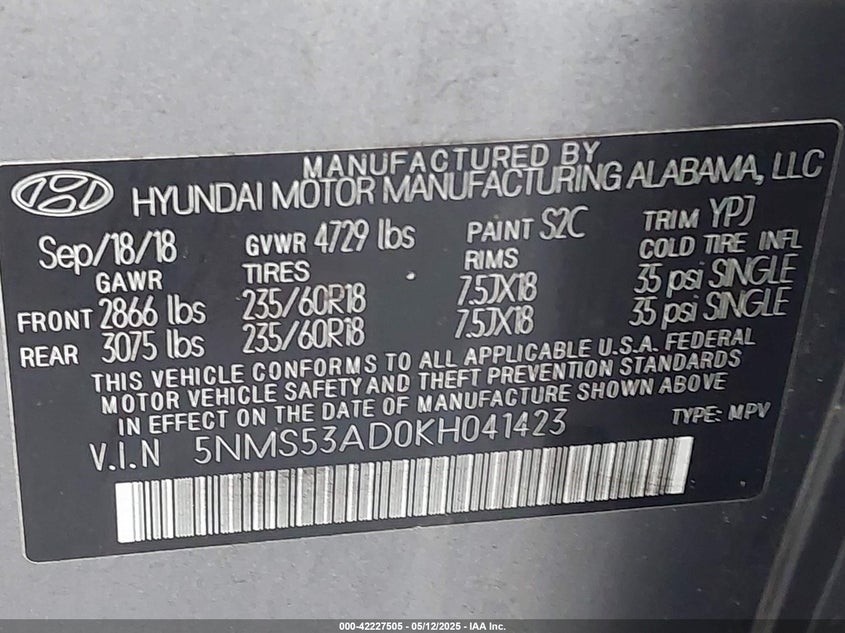 MANUFACTURED BY
HYUNDAI MOTOR MANUFACTURING ALABAMA, LLC
Sep/18/18 GVWR 4729 lbs PAINT S2C TRIM YPJ
GAWR TIRES RIMS COLD TIRE INFL
FRONT 2866 lbs 235/60R18 7.5JX18 35 psi SINGLE
REAR 3075 lbs 235/60R18 7.5JX18 35 psi SINGLE
THIS VEHICLE CONFORMS TO ALL APPLICABLE U.S.A. FEDERAL
MOTOR VEHICLE SAFETY AND THEFT PREVENTION STANDARDS
IN EFFECT ON THE DATE OF MANUFACTURE SHOWN ABOVE
V.I.N 5NMS53AD0KH041423 TYPE: MPV
000-42227505 - 05/12/2025 - IAA Inc.